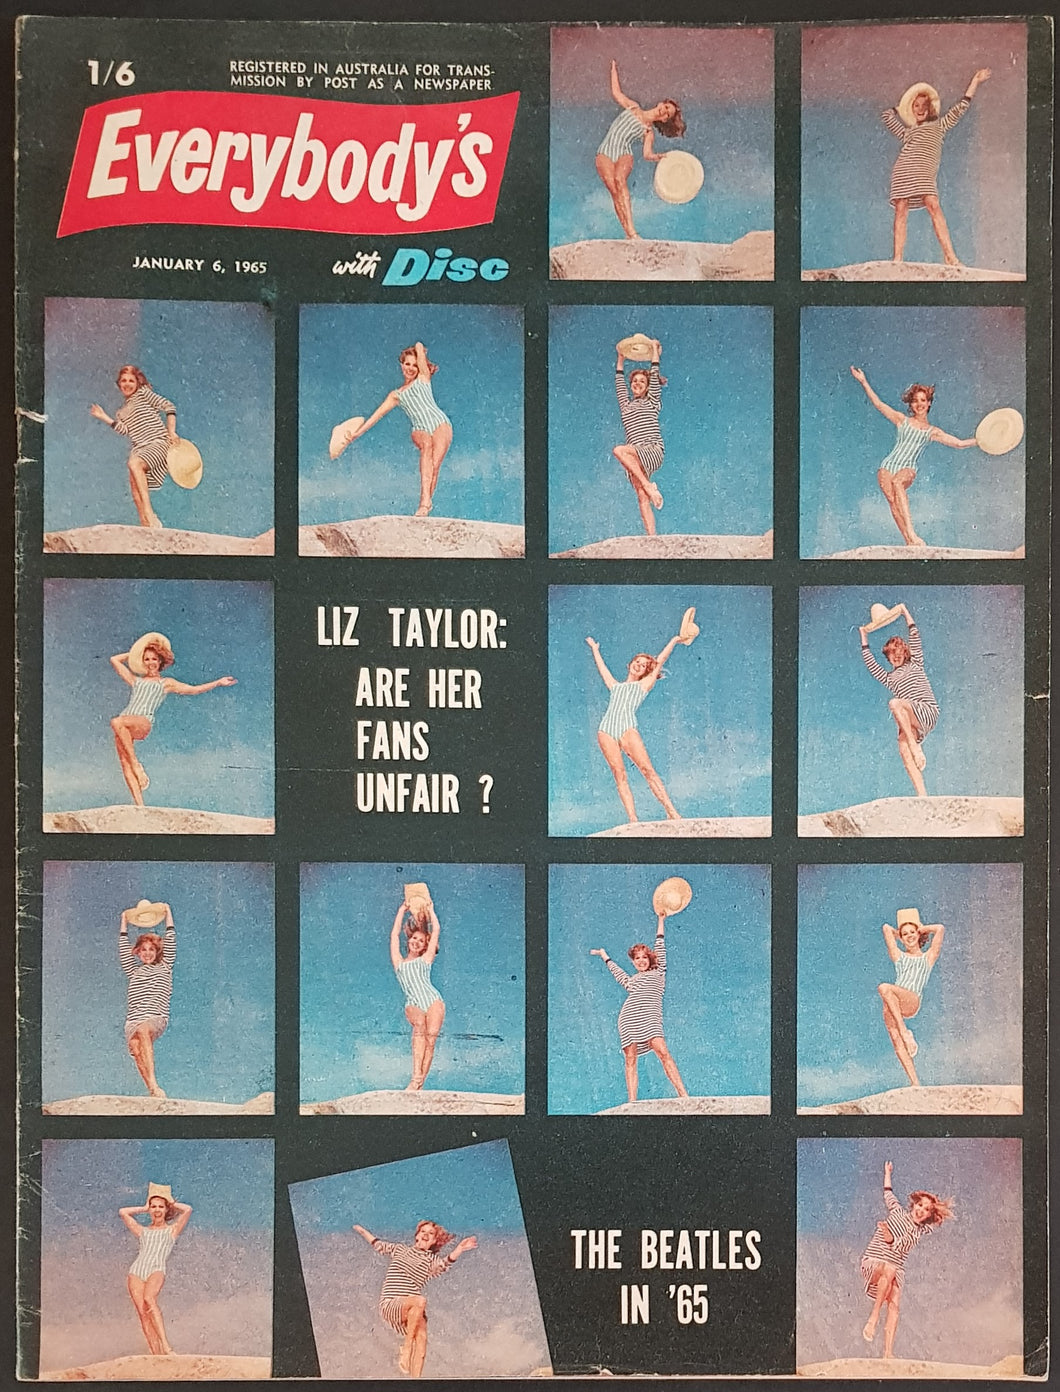 1/6
REGISTERED IN AUSTRALIA FOR TRANS-
MISSION BY POST AS A NEWSPAPER
Everybody's
JANUARY 6, 1965
with Disc
LIZ TAYLOR:
ARE HER
FANS
UNFAIR ?
THE BEATLES
IN '65